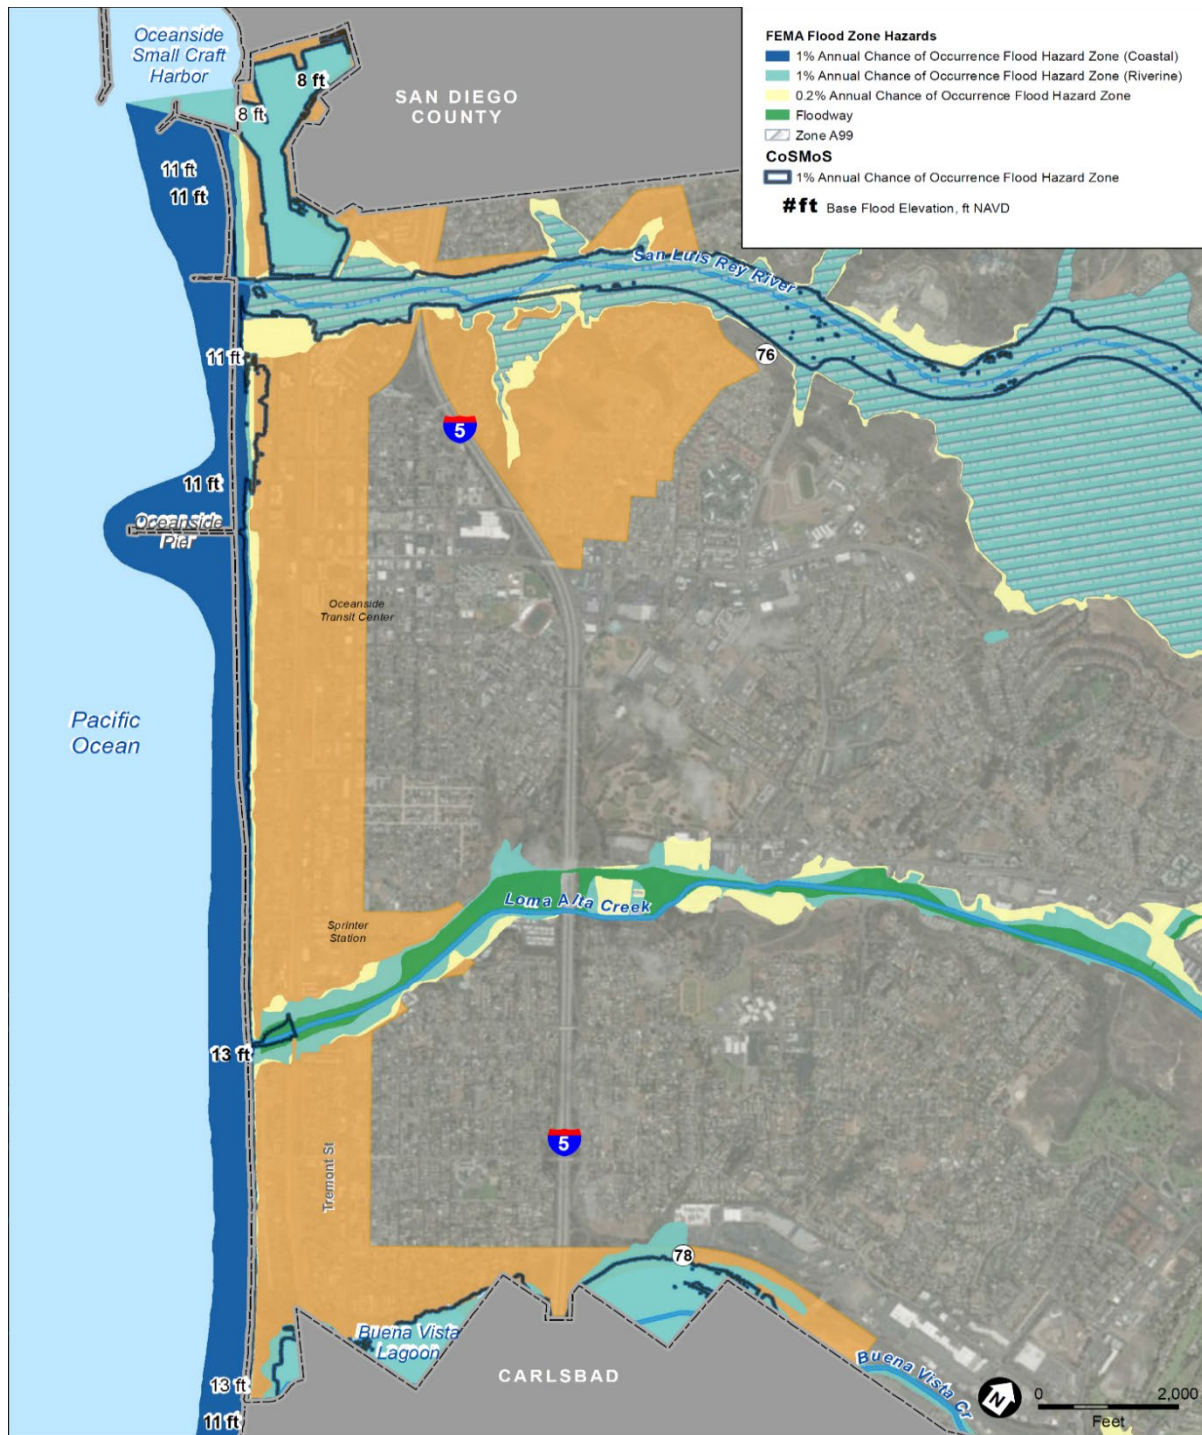 Oceanside
Small Craft
Harbor
8 ft
8 ft
SAN DIEGO
COUNTY
FEMA Flood Zone Hazards
1% Annual Chance of Occurrence Flood Hazard Zone (Coastal)
1% Annual Chance of Occurrence Flood Hazard Zone (Riverine)
0.2% Annual Chance of Occurrence Flood Hazard Zone
Floodway
Zone A99
CoSMoS
1% Annual Chance of Occurrence Flood Hazard Zone
#ft Base Flood Elevation, ft NAVD
11 ft
11 ft
San Luis Rey River
11 ft
76
5
11 ft
Oceanside
Pier
Oceanside
Transit Center
Pacific
Ocean
Loma Alta Creek
Sprinter
Station
13 ft
5
Tremont St
78
Buena Vista
Lagoon
CARLSBAD
Buena Vista Cr
13 ft
11 ft
N
0 2,000
Feet